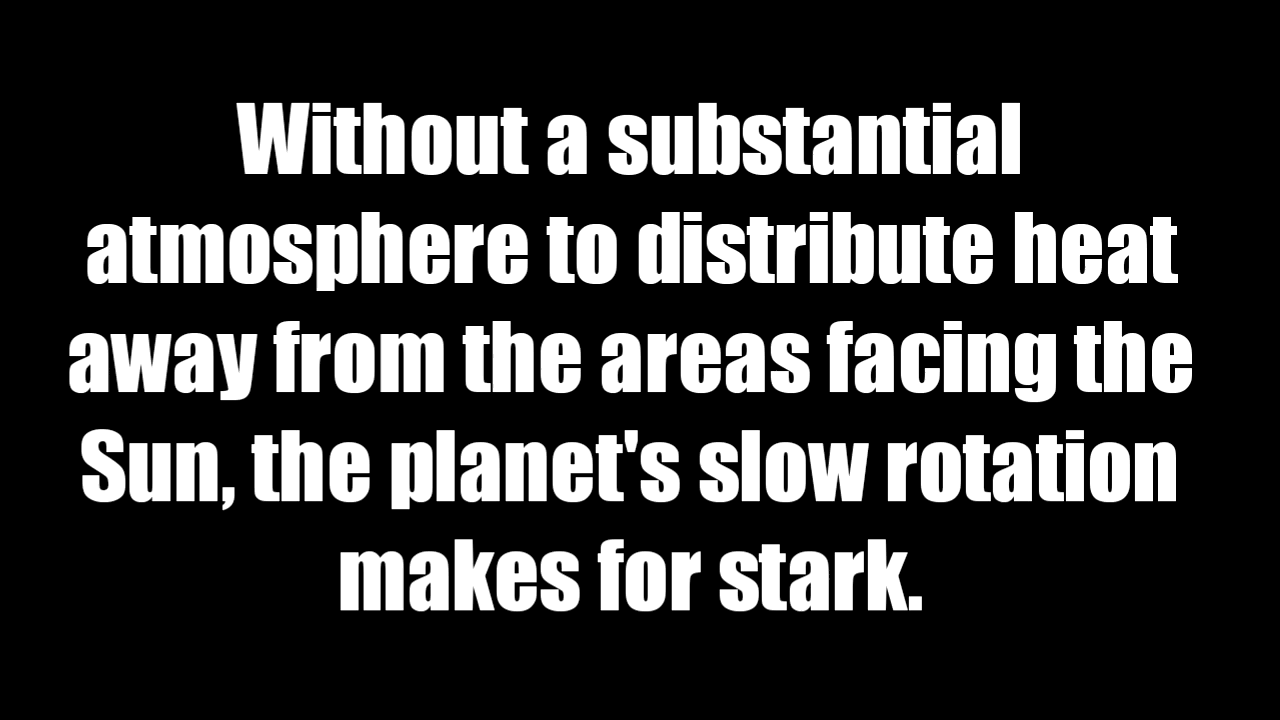 Without a substantial
atmosphere to distribute heat
away from the areas facing the
Sun, the planet's slow rotation
makes for stark.